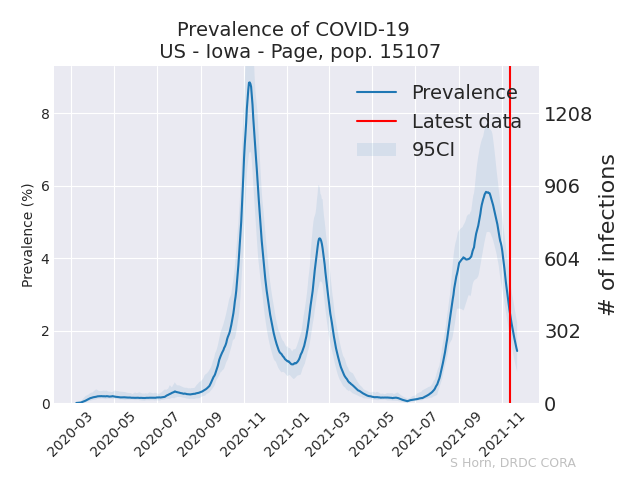 Prevalence of COVID-19
US - Iowa - Page, pop. 15107
Prevalence
Latest data
95CI
Prevalence (%)
8
6
4
2
0
1208
906
604
302
0
# of infections
2020-03
2020-05
2020-07
2020-09
2020-11
2021-01
2021-03
2021-05
2021-07
2021-09
2021-11
S Horn, DRDC CORA